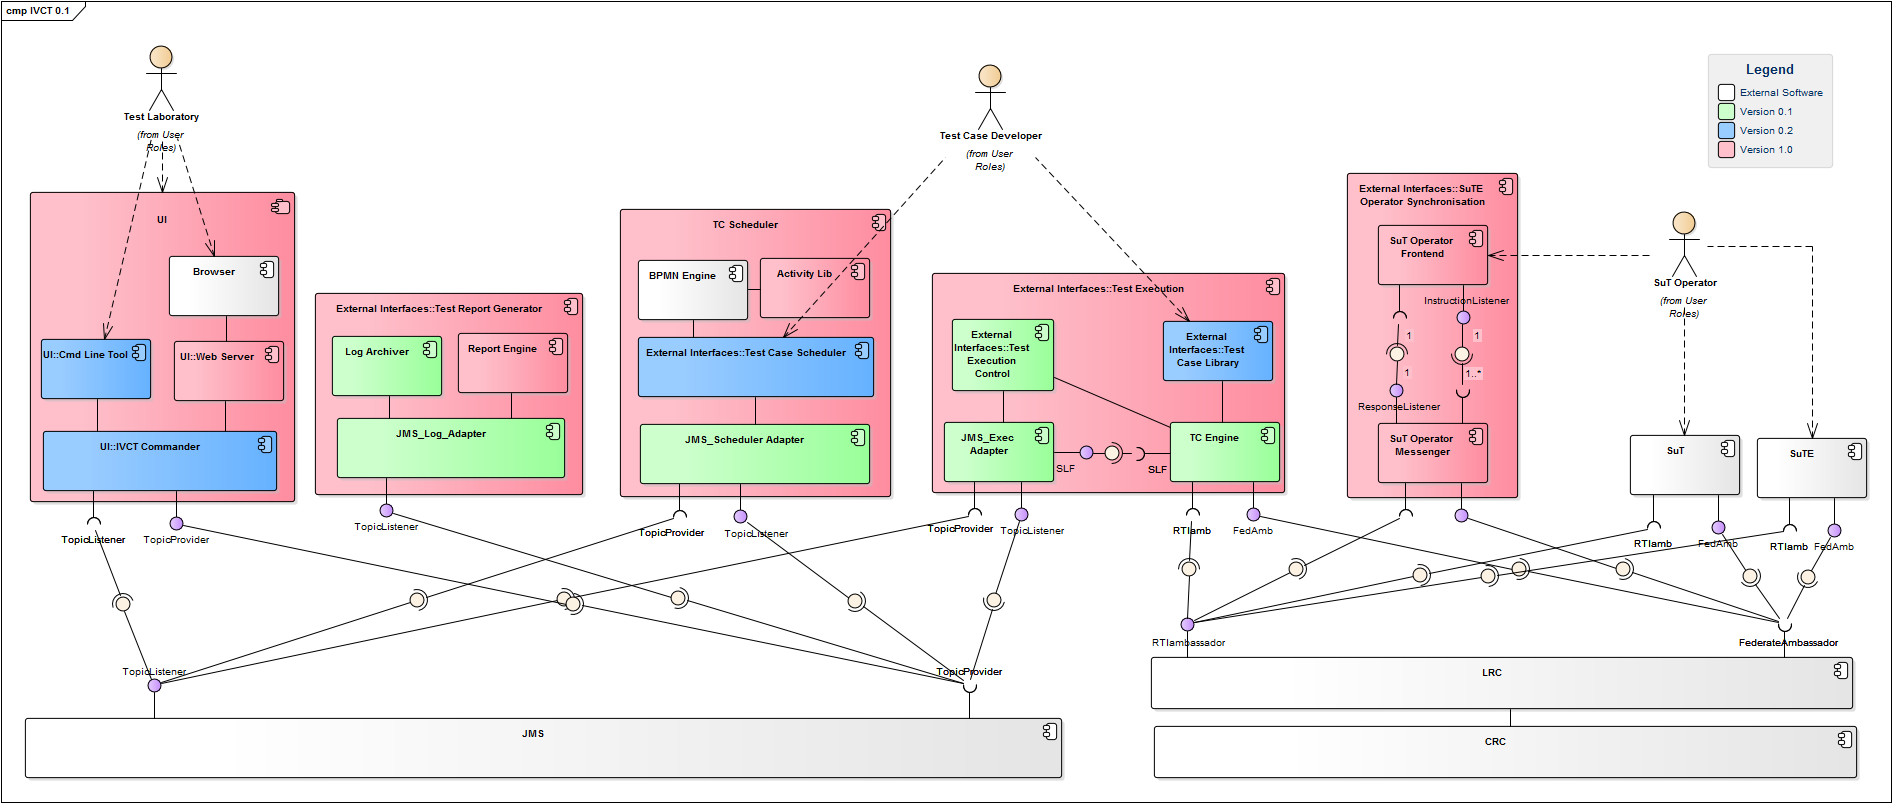 cmp IVCT 0.1
Test Laboratory
(from User
Roles)
Test Case Developer
(from User
Roles)
Legend
External Software
Version 0.1
Version 0.2
Version 1.0
UI
Browser
UI::Cmd Line Tool
UI::Web Server
UI::IVCT Commander
TopicListener
TopicProvider
External Interfaces::Test Report Generator
Log Archiver
Report Engine
JMS_Log_Adapter
TopicListener
TC Scheduler
BPMN Engine
Activity Lib
External Interfaces::Test Case Scheduler
JMS_Scheduler Adapter
TopicProvider
TopicListener
External Interfaces::Test Execution
External
Interfaces::Test
Execution
Control
External
Interfaces::Test
Case Library
JMS_Exec
Adapter
TC Engine
SLF
SLF
TopicProvider
TopicListener
RTIamb
FedAmb
External Interfaces::SuTE
Operator Synchronisation
SuT Operator
Frontend
InstructionListener
1
1
1
1..*
ResponseListener
SuT Operator
Messenger
SuT Operator
(from User
Roles)
SuT
SuTE
RTIamb
FedAmb
RTIamb
FedAmb
TopicListener
TopicProvider
JMS
RTIambassador
FederateAmbassador
LRC
CRC